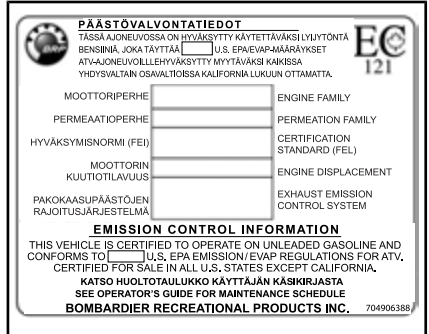 PÄÄSTÖVALVONTATIEDOT
TÄSSÄ AJONEUVOSSA ON HYVÄKSYTTY KÄYTETTÄVÄKSI LYIJYTÖNTÄ
BENSIINIÄ, JOKA TÄYTTÄÄ U.S. EPA/EVAP-MÄÄRÄYKSET
ATV-AJONEUVOILLLEHYVÄKSYTTY MYYTÄVÄKSI KAIKISSA
YHDYSVALTAIN OSAVALTIOISSA KALIFORNIA LUKUUN OTTAMATTA.
BRP
EC
121
MOOTTORIPERHE ENGINE FAMILY
PERMEAATIOPERHE PERMEATION FAMILY
HYVÄKSYMISNORMI (FEI) CERTIFICATION
STANDARD (FEL)
MOOTTORIN
KUUTIOTILAVUUS ENGINE DISPLACEMENT
PAKOKAASUPÄÄSTÖJEN EXHAUST EMISSION
RAJOITUSJÄRJESTELMÄ CONTROL SYSTEM
EMISSION CONTROL INFORMATION
THIS VEHICLE IS CERTIFIED TO OPERATE ON UNLEADED GASOLINE AND
CONFORMS TO U.S. EPA EMISSION/EVAP REGULATIONS FOR ATV.
CERTIFIED FOR SALE IN ALL U.S. STATES EXCEPT CALIFORNIA.
KATSO HUOLTOTAULUKKO KÄYTTÄJÄN KÄSIKIRJASTA
SEE OPERATOR'S GUIDE FOR MAINTENANCE SCHEDULE
BOMBARDIER RECREATIONAL PRODUCTS INC. 704906388